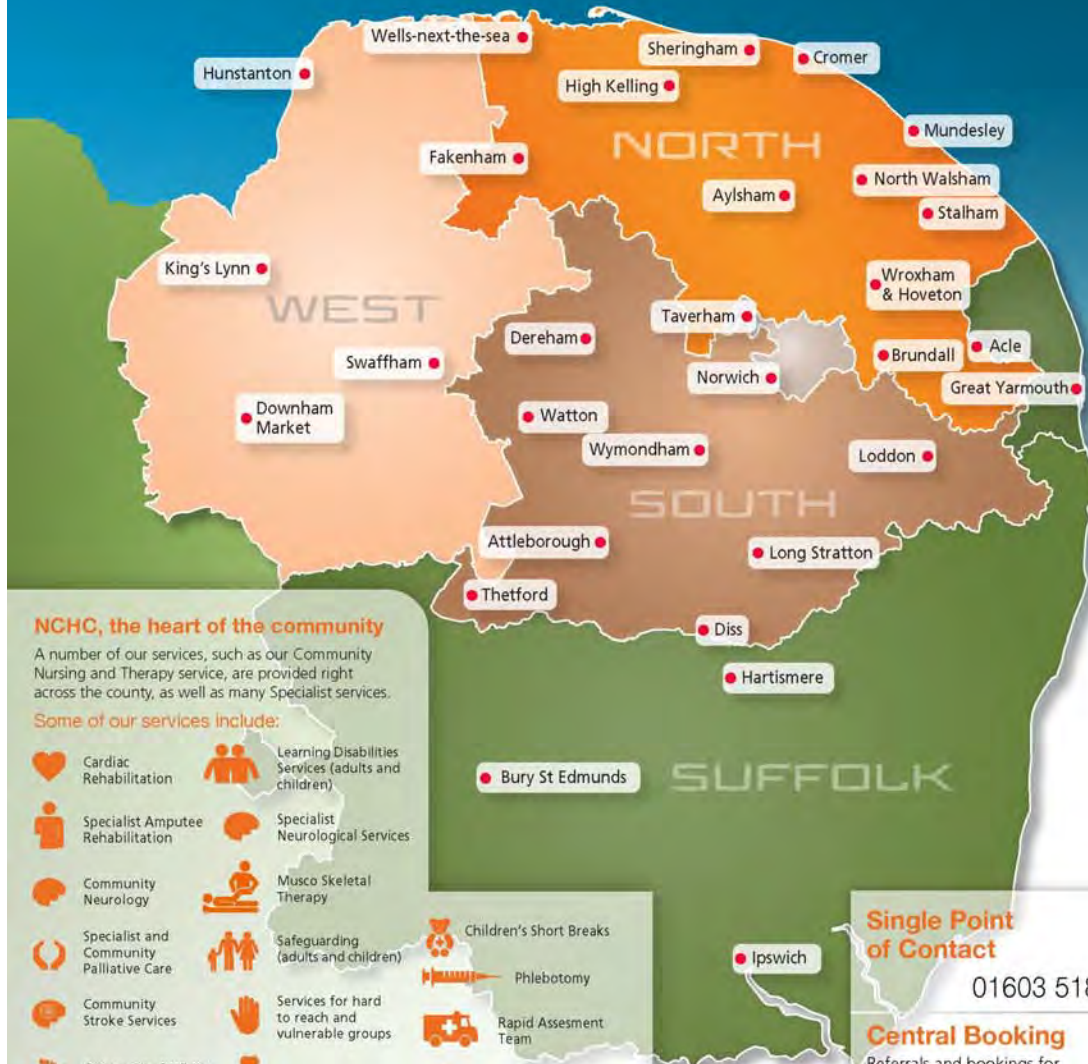 Wells-next-the-sea
Sheringham
Cromer
Hunstanton
High Kelling
NORTH
Mundesley
Fakenham
North Walsham
Aylsham
Stalham
King's Lynn
WEST
Wroxham
& Hoveton
Taverham
Dereham
Swaffham
Brundall
Acle
Norwich
Great Yarmouth
Downham
Market
Watton
Wymondham
Loddon
SOUTH
Attleborough
Long Stratton
Thetford
Diss
Hartismere
Bury St Edmunds
SUFFOLK
Ipswich
NCHC, the heart of the community
A number of our services, such as our Community
Nursing and Therapy service, are provided right
across the county, as well as many Specialist services.
Some of our services include:
Cardiac
Rehabilitation
Learning Disabilities
Services (adults and
children)
Specialist Amputee
Rehabilitation
Specialist
Neurological Services
Community
Neurology
Musco Skeletal
Therapy
Specialist and
Community
Palliative Care
Safeguarding
(adults and children)
Children's Short Breaks
Phlebotomy
Community
Stroke Services
Services for hard
to reach and
vulnerable groups
Rapid Assesment
Team
Single Point
of Contact
01603 518
Central Booking
Referrals and bookings for